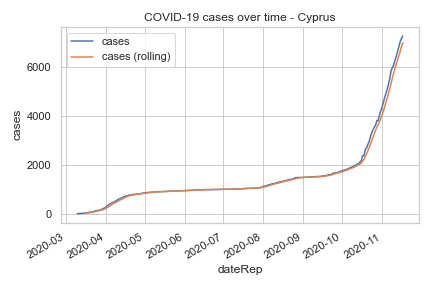 COVID-19 cases over time - Cyprus
cases
cases (rolling)
cases
6000
4000
2000
0
2020-03
2020-04
2020-05
2020-06
2020-07
2020-08
2020-09
2020-10
2020-11
dateRep